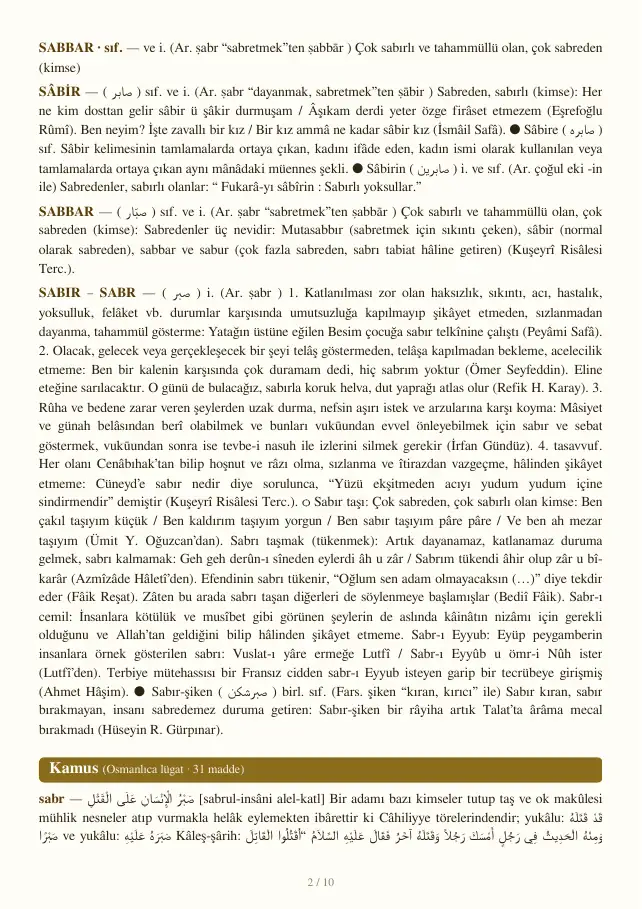 SABBAR · sıf. — ve i. (Ar. ṣabr “sabretmek”ten ṣabbār ) Çok sabırlı ve tahammüllü olan, çok sabreden
(kimse)
SÂBİR — ( صابر ) sıf. ve i. (Ar. ṣabr “dayanmak, sabretmek”ten ṣābir ) Sabreden, sabırlı (kimse): Her
ne kim dosttan gelir sâbir ü şâkir durmuşam / Âşıkam derdi yeter özge firâset etmezem (Eşrefoğlu
Rûmî). Ben neyim? İşte zavallı bir kız / Bir kız ammâ ne kadar sâbir kız (İsmâil Safâ). ● Sâbire ( صابره )
sıf. Sâbir kelimesinin tamlamalarda ortaya çıkan, kadını ifâde eden, kadın ismi olarak kullanılan veya
tamlamalarda ortaya çıkan aynı mânâdaki müennes şekli. ● Sâbirin ( صابرين ) i. ve sıf. (Ar. çoğul eki -in
ile) Sabredenler, sabırlı olanlar: “ Fukarâ-yı sâbîrin : Sabırlı yoksullar.”
SABBAR — ( صبّار ) sıf. ve i. (Ar. ṣabr “sabretmek”ten ṣabbār ) Çok sabırlı ve tahammüllü olan, çok
sabreden (kimse): Sabredenler üç nevidir: Mutasabbır (sabretmek için sıkıntı çeken), sâbir (normal
olarak sabreden), sabbar ve sabur (çok fazla sabreden, sabrı tabiat hâline getiren) (Kuşeyrî Risâlesi
Terc.).
SABIR – SABR — ( صبر ) i. (Ar. ṣabr ) 1. Katlanılması zor olan haksızlık, sıkıntı, acı, hastalık,
yoksulluk, felâket vb. durumlar karşısında umutsuzluğa kapılmayıp şikâyet etmeden, sızlanmadan
dayanma, tahammül gösterme: Yatağın üstüne eğilen Besim çocuğa sabır telkînine çalıştı (Peyâmi Safâ).
2. Olacak, gelecek veya gerçekleşecek bir şeyi telâş göstermeden, telâşa kapılmadan bekleme, acelecilik
etmeme: Ben bir kalenin karşısında çok duramam dedi, hiç sabrım yoktur (Ömer Seyfeddin). Eline
eteğine sarılacaktır. O günü de bulacağız, sabırla koruk helva, dut yaprağı atlas olur (Refik H. Karay). 3.
Rûha ve bedene zarar veren şeylerden uzak durma, nefsin aşırı istek ve arzularına karşı koyma: Mâsiyet
ve günah belâsından berî olabilmek ve bunları vukūundan evvel önleyebilmek için sabır ve sebat
göstermek, vukūundan sonra ise tevbe-i nasuh ile izlerini silmek gerekir (İrfan Gündüz). 4. tasavvuf.
Her olanı Cenâbıhak’tan bilip hoşnut ve râzı olma, sızlanma ve îtirazdan vazgeçme, hâlinden şikâyet
etmeme: Cüneyd’e sabır nedir diye sorulunca, “Yüzü ekşitmeden acıyı yudum yudum içine
sindirmendir” demiştir (Kuşeyrî Risâlesi Terc.). ○ Sabır taşı: Çok sabreden, çok sabırlı olan kimse: Ben
çakıl taşıyım küçük / Ben kaldırım taşıyım yorgun / Ben sabır taşıyım pâre pâre / Ve ben ah mezar
taşıyım (Ümit Y. Oğuzcan’dan). Sabrı taşmak (tükenmek): Artık dayanamaz, katlanamaz duruma
gelmek, sabrı kalmamak: Geh geh derûn-ı sîneden eylerdi âh u zâr / Sabrım tükendi âhir olup zâr u bî-
karâr (Azmîzâde Hâletî’den). Efendinin sabrı tükenir, “Oğlum sen adam olmayacaksın (…)” diye tekdir
eder (Fâik Reşat). Zâten bu arada sabrı taşan diğerleri de söylenmeye başlamışlar (Bediî Fâik). Sabr-ı
cemil: İnsanlara kötülük ve musîbet gibi görünen şeylerin de aslında kâinâtın nizâmı için gerekli
olduğunu ve Allah’tan geldiğini bilip hâlinden şikâyet etmeme. Sabr-ı Eyyub: Eyüp peygamberin
insanlara örnek gösterilen sabrı: Vuslat-ı yâre ermeğe Lutfî / Sabr-ı Eyyûb u ömr-i Nûh ister
(Lutfî’den). Terbiye mütehassısı bir Fransız cidden sabr-ı Eyyub isteyen garip bir tecrübeye girişmiş
(Ahmet Hâşim). ● Sabır-şiken ( صبرشكن ) birl. sıf. (Fars. şiken “kıran, kırıcı” ile) Sabır kıran, sabır
bırakmayan, insanı sabredemez duruma getiren: Sabır-şiken bir râyiha artık Talat’ta ârâma mecal
bırakmadı (Hüseyin R. Gürpınar).
Kamus (Osmanlıca lügat · 31 madde)
sabr — صَبْرُ الْإِنْسَانِ عَلَى الْقَتْلِ [sabrul-insâni alel-katl] Bir adamı bazı kimseler tutup taş ve ok makûlesi
mühlik nesneler atıp vurmakla helâk eylemekten ibârettir ki Câhiliyye törelerindendir; yukâlu: قَدْ قَتَلَهُ
صَبْرًا ve yukâlu: صَبَرَهُ عَلَيْهِ Kâleş-şârih: وَمِنْهُ الْحَدِيثُ فِي رَجُلٍ أَمْسَكَ رَجُلاً وَقَتَلَهُ آخَرُ فَقَالَ عَلَيْهِ السَّلاَمُ “اُقْتُلُوا الْقَاتِلَ
2 / 10